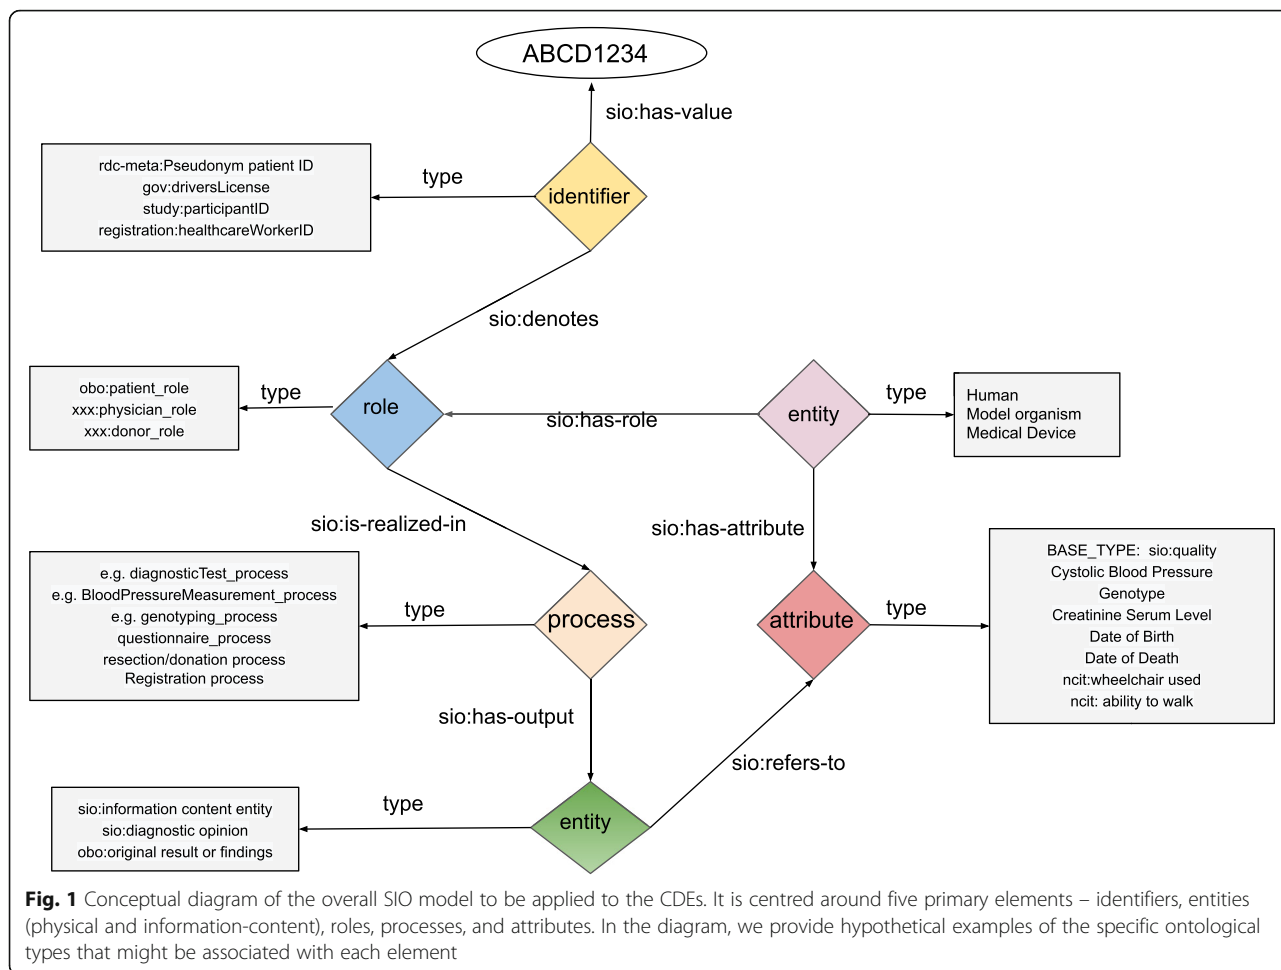 ABCD1234
sio:has-value
rdc-meta:Pseudonym patient ID
gov:driversLicense
study:participantID
registration:healthcareWorkerID
type
identifier
sio:denotes
obo:patient_role
xxx:physician_role
xxx:donor_role
type
role
sio:has-role
entity
type
Human
Model organism
Medical Device
sio:is-realized-in
sio:has-attribute
e.g. diagnosticTest_process
e.g. BloodPressureMeasurement_process
e.g. genotyping_process
questionnaire_process
resection/donation process
Registration process
type
process
attribute
type
BASE_TYPE: sio:quality
Cystolic Blood Pressure
Genotype
Creatinine Serum Level
Date of Birth
Date of Death
ncit:wheelchair used
ncit: ability to walk
sio:has-output
sio:refers-to
sio:information content entity
sio:diagnostic opinion
obo:original result or findings
type
entity
Fig. 1 Conceptual diagram of the overall SIO model to be applied to the CDEs. It is centred around five primary elements – identifiers, entities
(physical and information-content), roles, processes, and attributes. In the diagram, we provide hypothetical examples of the specific ontological
types that might be associated with each element